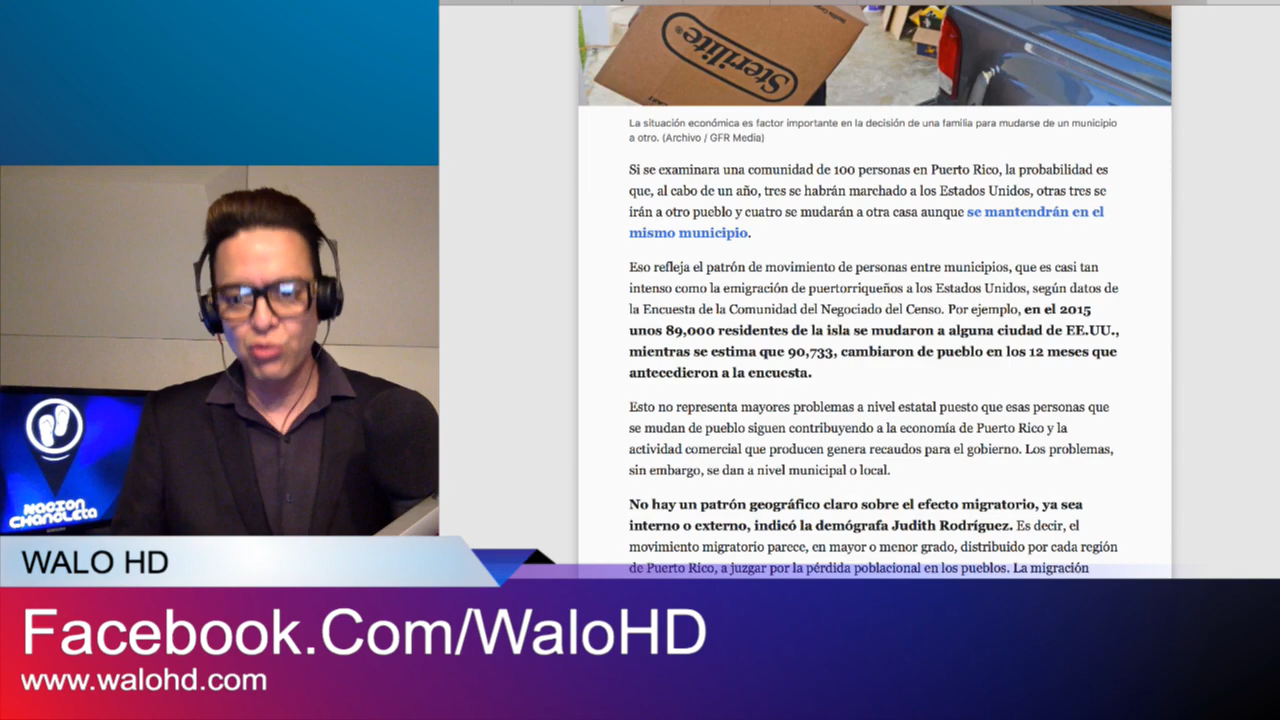 Sterilite®
La situación económica es factor importante en la decisión de una familia para mudarse de un municipio
a otro. (Archivo / GFR Media)
Si se examinara una comunidad de 100 personas en Puerto Rico, la probabilidad es
que, al cabo de un año, tres se habrán marchado a los Estados Unidos, otras tres se
irán a otro pueblo y cuatro se mudarán a otra casa aunque se mantendrán en el
mismo municipio.
Eso refleja el patrón de movimiento de personas entre municipios, que es casi tan
intenso como la emigración de puertorriqueños a los Estados Unidos, según datos de
la Encuesta de la Comunidad del Negociado del Censo. Por ejemplo, en el 2015
unos 89,000 residentes de la isla se mudaron a alguna ciudad de EE.UU.,
mientras se estima que 90,733, cambiaron de pueblo en los 12 meses que
antecedieron a la encuesta.
Esto no representa mayores problemas a nivel estatal puesto que esas personas que
se mudan de pueblo siguen contribuyendo a la economía de Puerto Rico y la
actividad comercial que producen genera recaudos para el gobierno. Los problemas,
sin embargo, se dan a nivel municipal o local.
No hay un patrón geográfico claro sobre el efecto migratorio, ya sea
interno o externo, indicó la demógrafa Judith Rodríguez. Es decir, el
movimiento migratorio parece, en mayor o menor grado, distribuido por cada región
de Puerto Rico, a juzgar por la pérdida poblacional en los pueblos. La migración
NACION
CHANCLETA
WALO HD
Facebook.Com/WaloHD
www.walohd.com